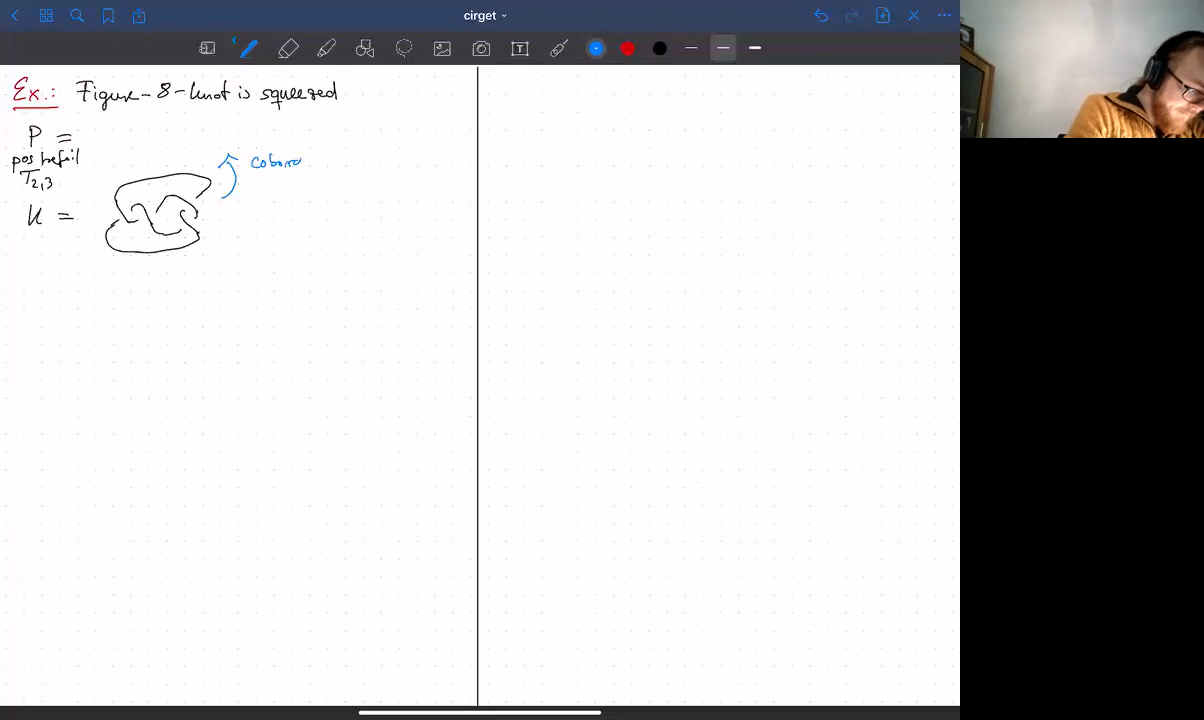 cirget
Ex.: Figure-8-knot is squeezed
P =
pos trefoil
T2,3
cobord
K =